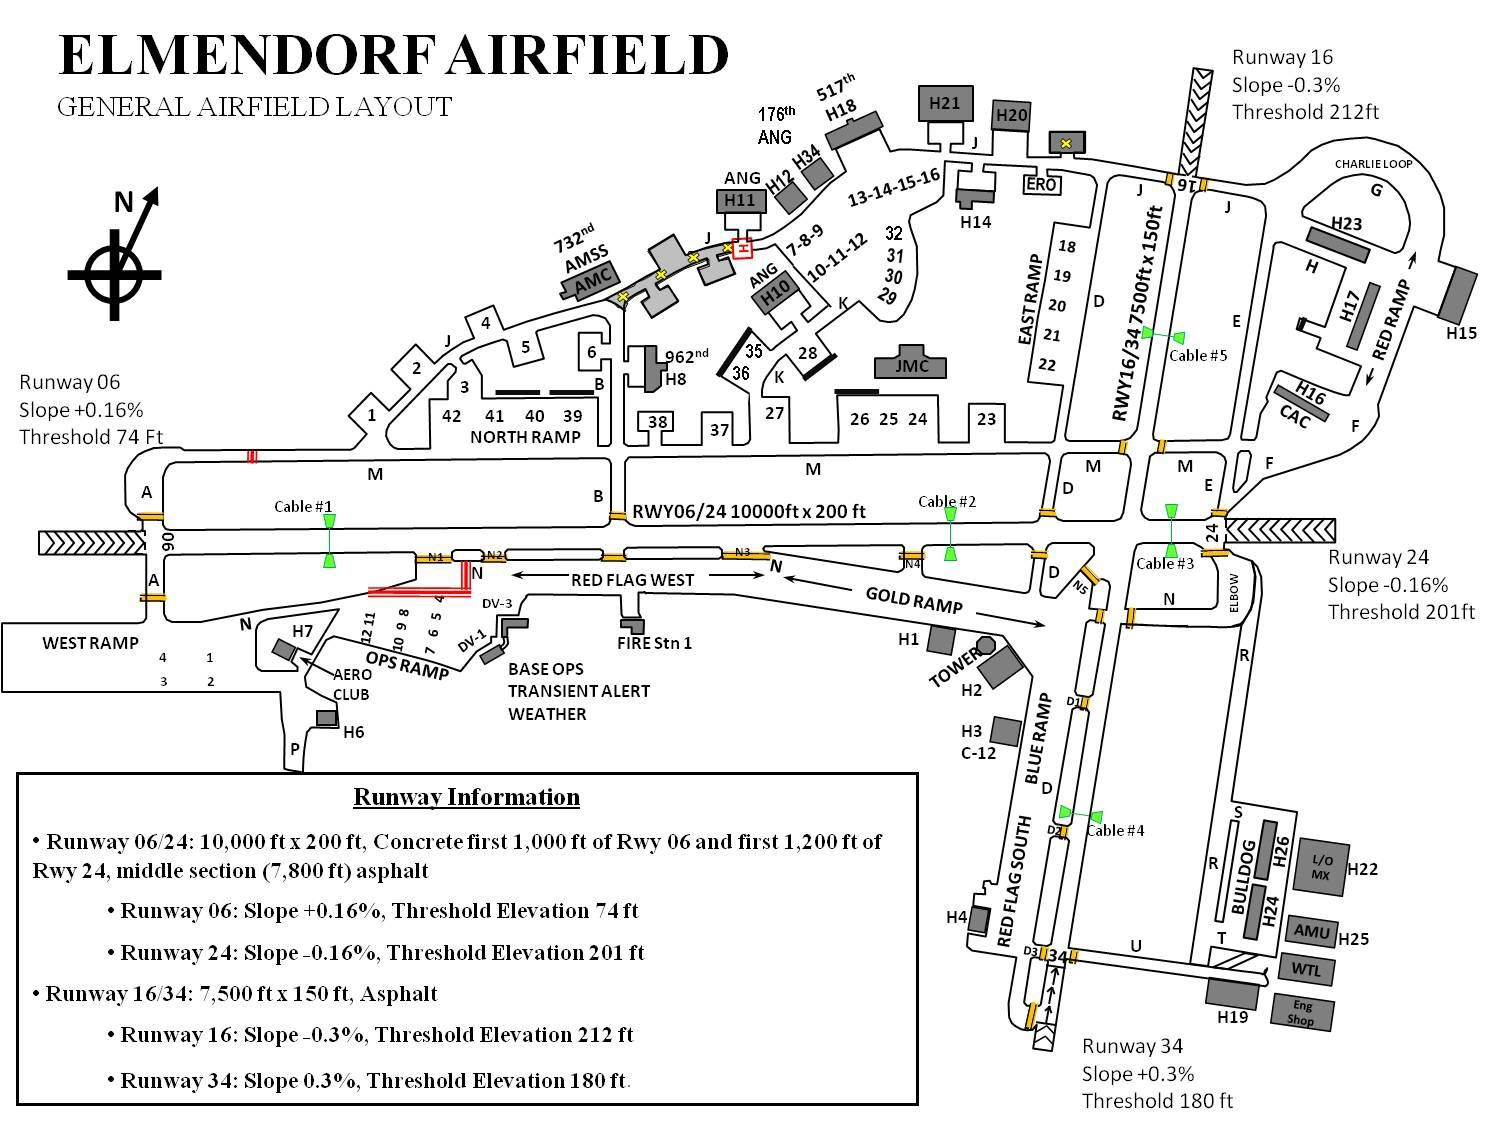 ELMENDORF AIRFIELD
GENERAL AIRFIELD LAYOUT
N
Runway 16
Slope -0.3%
Threshold 212ft
Runway 06
Slope +0.16%
Threshold 74 Ft
Runway 24
Slope -0.16%
Threshold 201ft
Runway 34
Slope +0.3%
Threshold 180 ft
176th
ANG
517th
H18
H21
H20
J
ERO
H14
H34
H12
ANG
H11
H
J
732nd
AMSS
AMC
13-14-15-16
7-8-9
10-11-12
32
31
30
29
ANG
H10
K
16
J
J
CHARLIE LOOP
G
H23
H
H17
RED RAMP
H15
H16
CAC
F
F
EAST RAMP
18
19
20
21
22
D
RWY16/34 7500ft x 150ft
E
Cable #5
4
J
5
2
3
1
6
B
962nd
H8
35
36
K
28
JMC
42
41
40
39
NORTH RAMP
38
37
27
26
25
24
23
M
M
M
M
A
B
D
E
Cable #1
RWY06/24 10000ft x 200 ft
Cable #2
06
24
A
N1
N2
N3
N4
N5
N
RED FLAG WEST
N
GOLD RAMP
D
Cable #3
N
ELBOW
R
WEST RAMP
4
1
3
2
N
H7
AERO
CLUB
H6
P
12 11
10 9 8
7 6 5 4
OPS RAMP
DV-3
DV-1
BASE OPS
TRANSIENT ALERT
WEATHER
FIRE Stn 1
H1
TOWER
H2
H3
C-12
BLUE RAMP
D1
D
D2
Cable #4
RED FLAG SOUTH
H4
D3
34
U
R
S
BULLDOG
H26
H24
T
L/O
MX
H22
AMU
H25
WTL
Eng
Shop
H19
Runway Information
• Runway 06/24: 10,000 ft x 200 ft, Concrete first 1,000 ft of Rwy 06 and first 1,200 ft of
Rwy 24, middle section (7,800 ft) asphalt
• Runway 06: Slope +0.16%, Threshold Elevation 74 ft
• Runway 24: Slope -0.16%, Threshold Elevation 201 ft
• Runway 16/34: 7,500 ft x 150 ft, Asphalt
• Runway 16: Slope -0.3%, Threshold Elevation 212 ft
• Runway 34: Slope 0.3%, Threshold Elevation 180 ft.